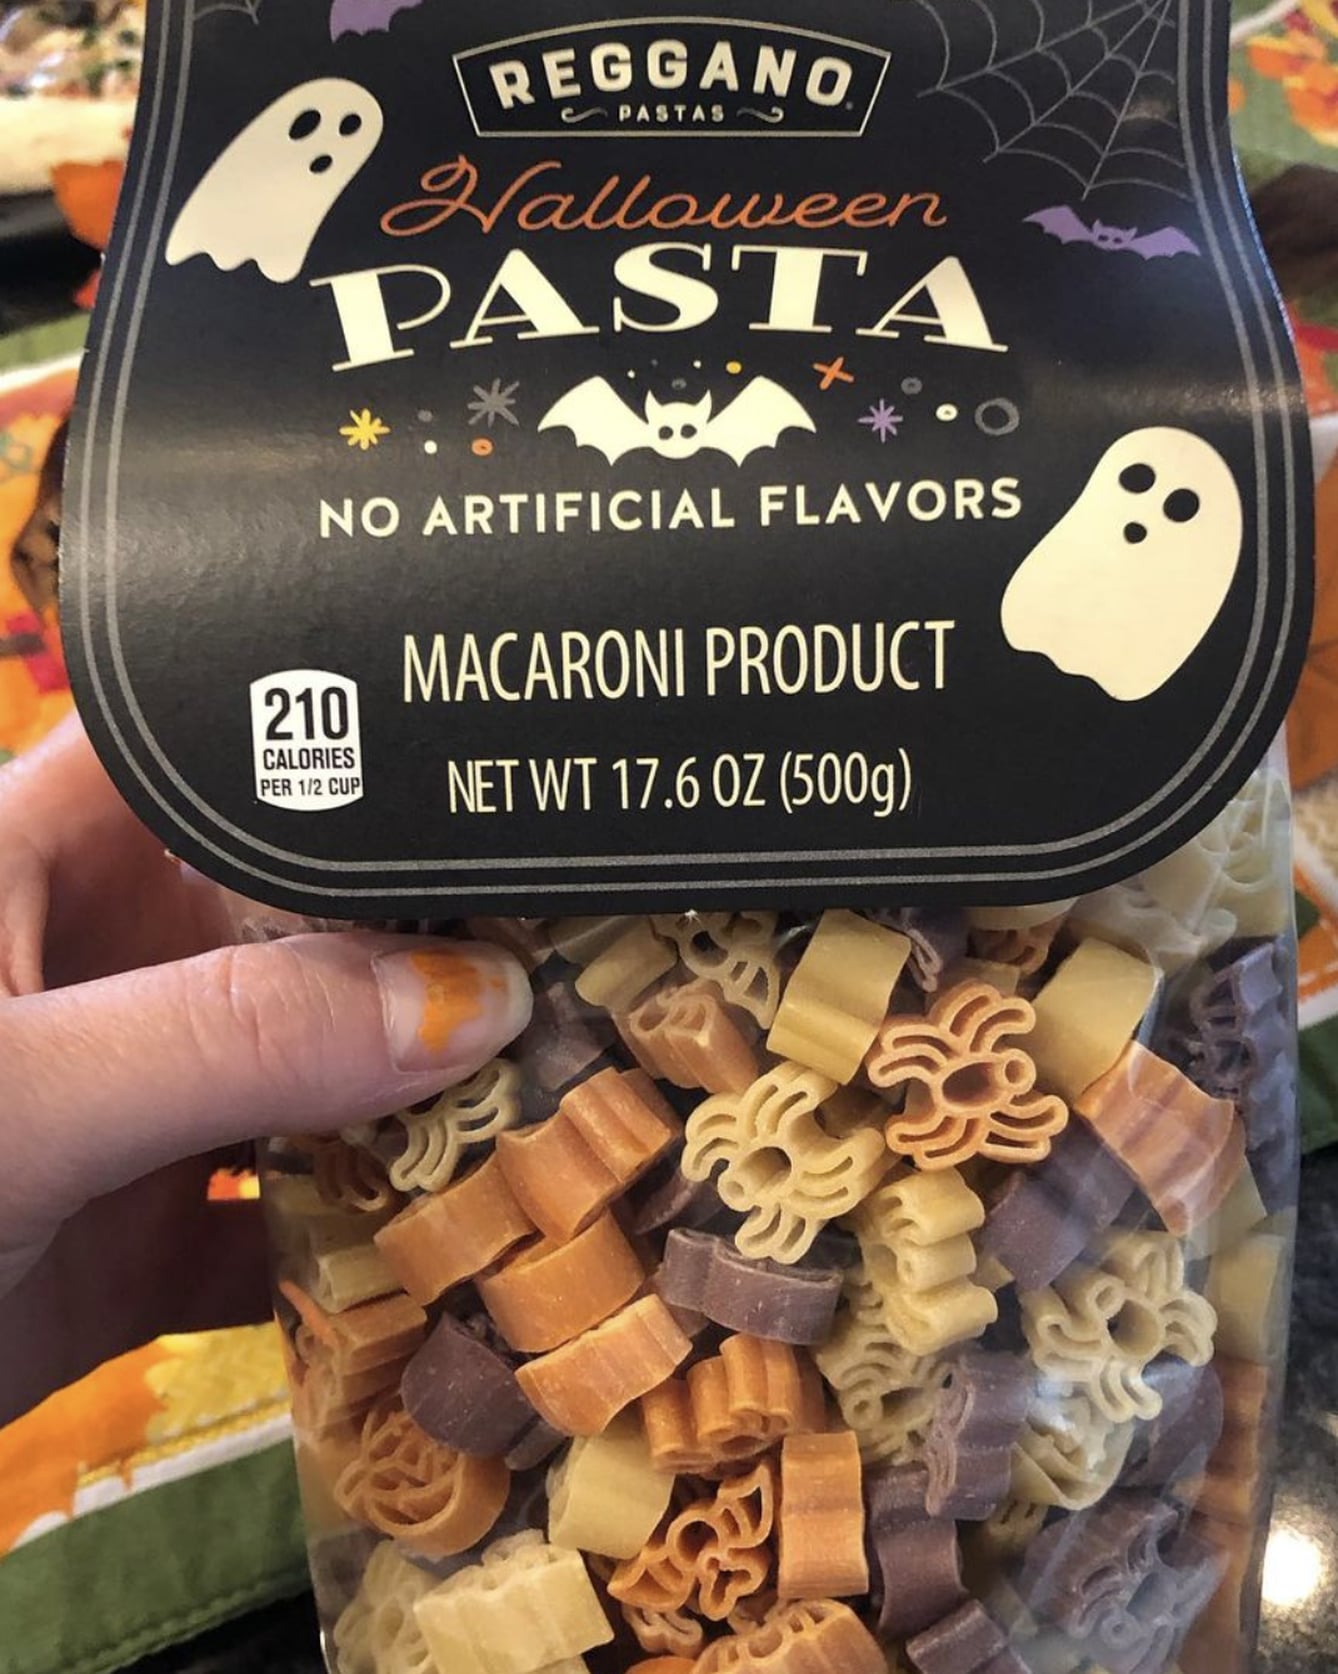 REGGANO
PASTAS
Halloween
PASTA
NO ARTIFICIAL FLAVORS
MACARONI PRODUCT
210
CALORIES
PER 1/2 CUP
NET WT 17.6 OZ (500g)